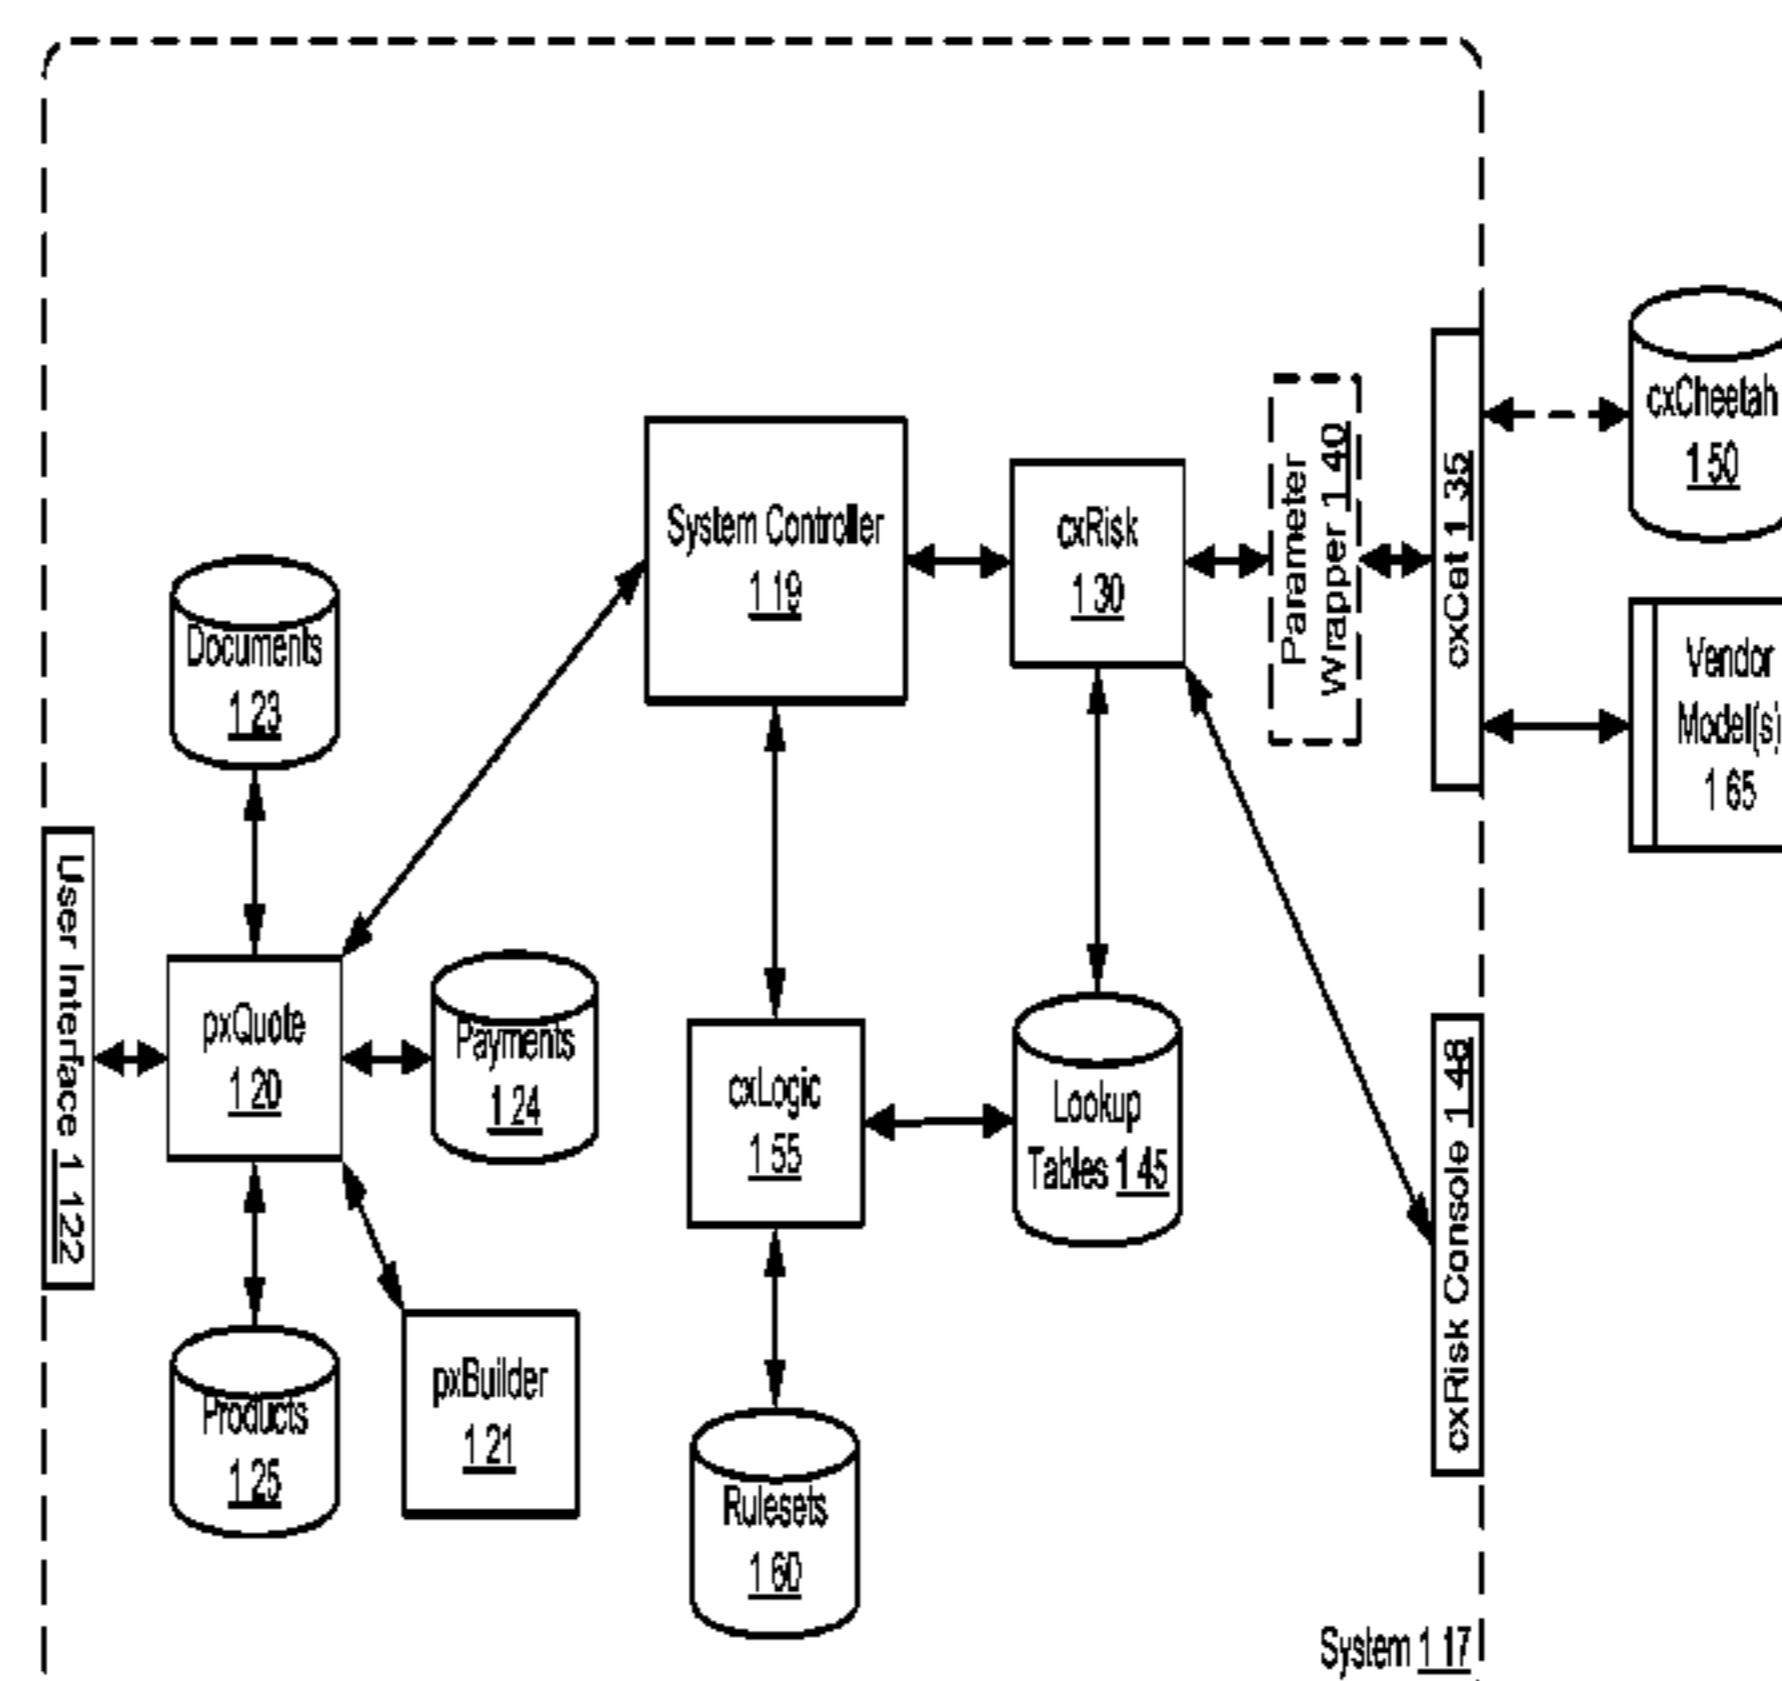 cxCheetah
150
System Controller
119
cxRisk
130
Parameter
Wrapper 140
cxCat 135
Documents
123
Vendor
Model(s)
165
User Interface 1122
pxQuote
120
Payments
124
cxLogic
155
Lookup
Tables 145
cxRisk Console 148
Products
125
pxBuilder
121
Rulesets
160
System 117